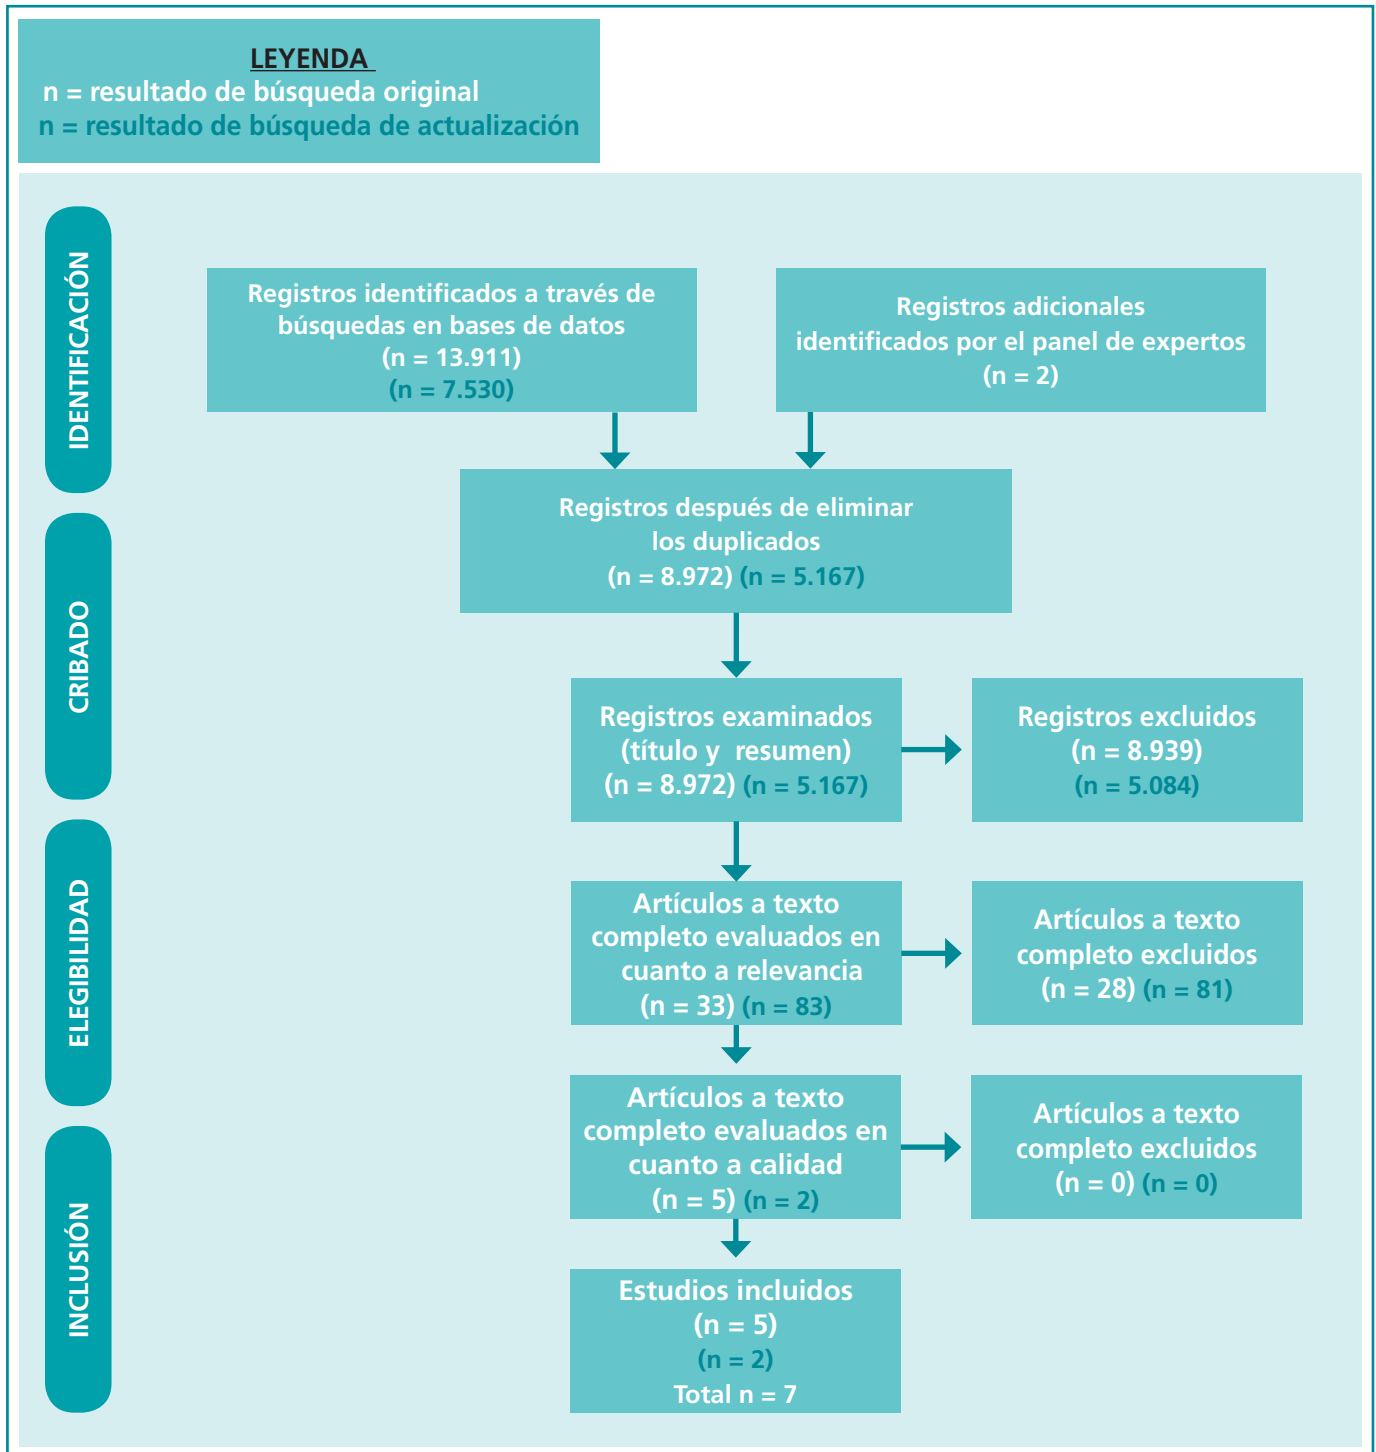 LEYENDA
n = resultado de búsqueda original
n = resultado de búsqueda de actualización
IDENTIFICACIÓN
Registros identificados a través de
búsquedas en bases de datos
(n = 13.911)
(n = 7.530)
Registros adicionales
identificados por el panel de expertos
(n = 2)
Registros después de eliminar
los duplicados
(n = 8.972) (n = 5.167)
CRIBADO
Registros examinados
(título y resumen)
(n = 8.972) (n = 5.167)
Registros excluidos
(n = 8.939)
(n = 5.084)
ELEGIBILIDAD
Artículos a texto
completo evaluados en
cuanto a relevancia
(n = 33) (n = 83)
Artículos a texto
completo excluidos
(n = 28) (n = 81)
Artículos a texto
completo evaluados en
cuanto a calidad
(n = 5) (n = 2)
Artículos a texto
completo excluidos
(n = 0) (n = 0)
INCLUSIÓN
Estudios incluidos
(n = 5)
(n = 2)
Total n = 7